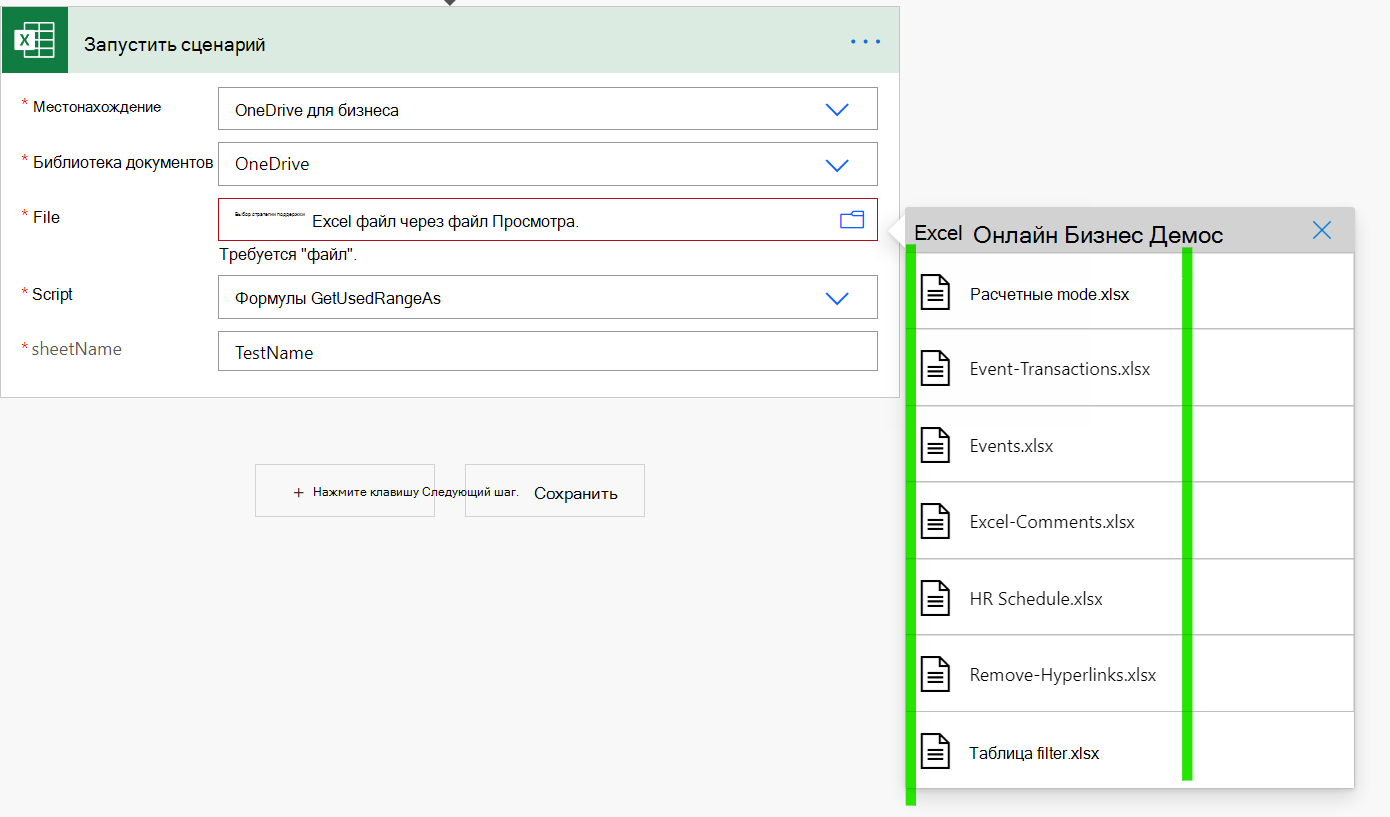 Запустить сценарий
* Местонахождение
OneDrive для бизнеса
* Библиотека документов
OneDrive
* File
Выбор стратегии поддержки Excel файл через файл Просмотра.
Требуется "файл".
* Script
Формулы GetUsedRangeAs
* sheetName
TestName
+ Нажмите клавишу Следующий шаг.
Сохранить
Excel Онлайн Бизнес Демос
Расчетные mode.xlsx
Event-Transactions.xlsx
Events.xlsx
Excel-Comments.xlsx
HR Schedule.xlsx
Remove-Hyperlinks.xlsx
Таблица filter.xlsx